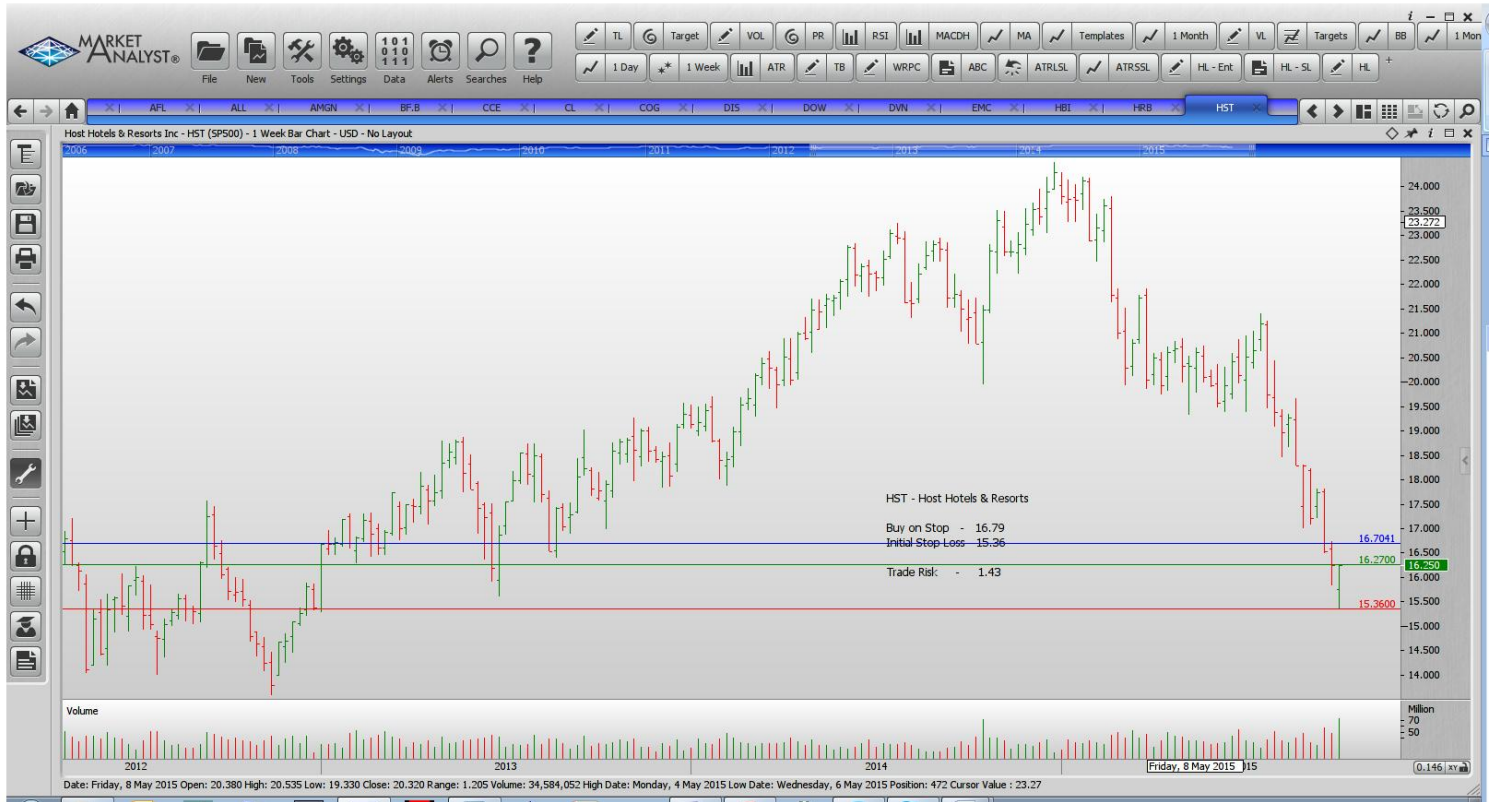 MARKET ANALYST®
File New Tools Settings Data Alerts Searches Help
101 010 111
TL Target VOL PR RSI MACDH MA Templates 1 Month VL Targets BB 1 Mon
1 Day 1 Week ATR TB WRPC ABC ATRLSL ATRSSL HL - Ent HL - SL HL +
AFL ALL AMGN BF.B CCE CL COG DIS DOW DVN EMC HBI HRB HST
Host Hotels & Resorts Inc - HST (SP500) - 1 Week Bar Chart - USD - No Layout
2006 2007 2008 2009 2010 2011 2012 2013 2014 2015
24.000
23.500
23.272
23.000
22.500
22.000
21.500
21.000
20.500
20.000
19.500
19.000
18.500
18.000
HST - Host Hotels & Resorts
17.500
Buy on Stop - 16.79
17.000
Initial Stop Loss 15.36
16.7041
16.500
16.2700
16.250
Trade Risk - 1.43
16.000
15.500
15.3600
15.000
14.500
14.000
Volume
Million
70
50
2012 2013 2014 Friday, 8 May 2015 15
0.146 XY
Date: Friday, 8 May 2015 Open: 20.380 High: 20.535 Low: 19.330 Close: 20.320 Range: 1.205 Volume: 34,584,052 High Date: Monday, 4 May 2015 Low Date: Wednesday, 6 May 2015 Position: 472 Cursor Value : 23.27